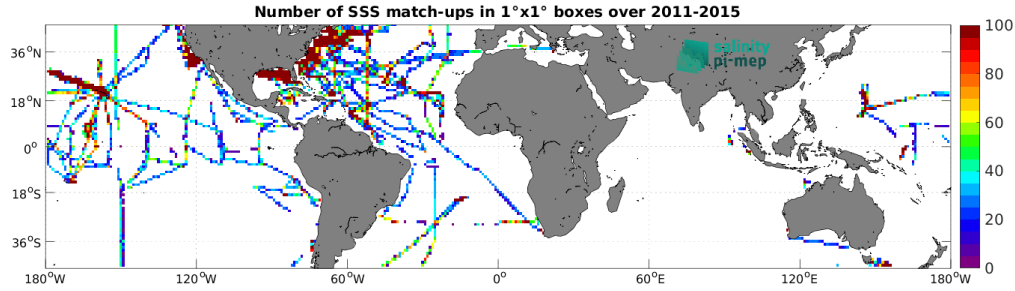 Number of SSS match-ups in 1°x1° boxes over 2011-2015
36°N
18°N
0°
18°S
36°S
180°W
120°W
60°W
0°
60°E
120°E
180°W
salinity
pi-mep
100
80
60
40
20
0